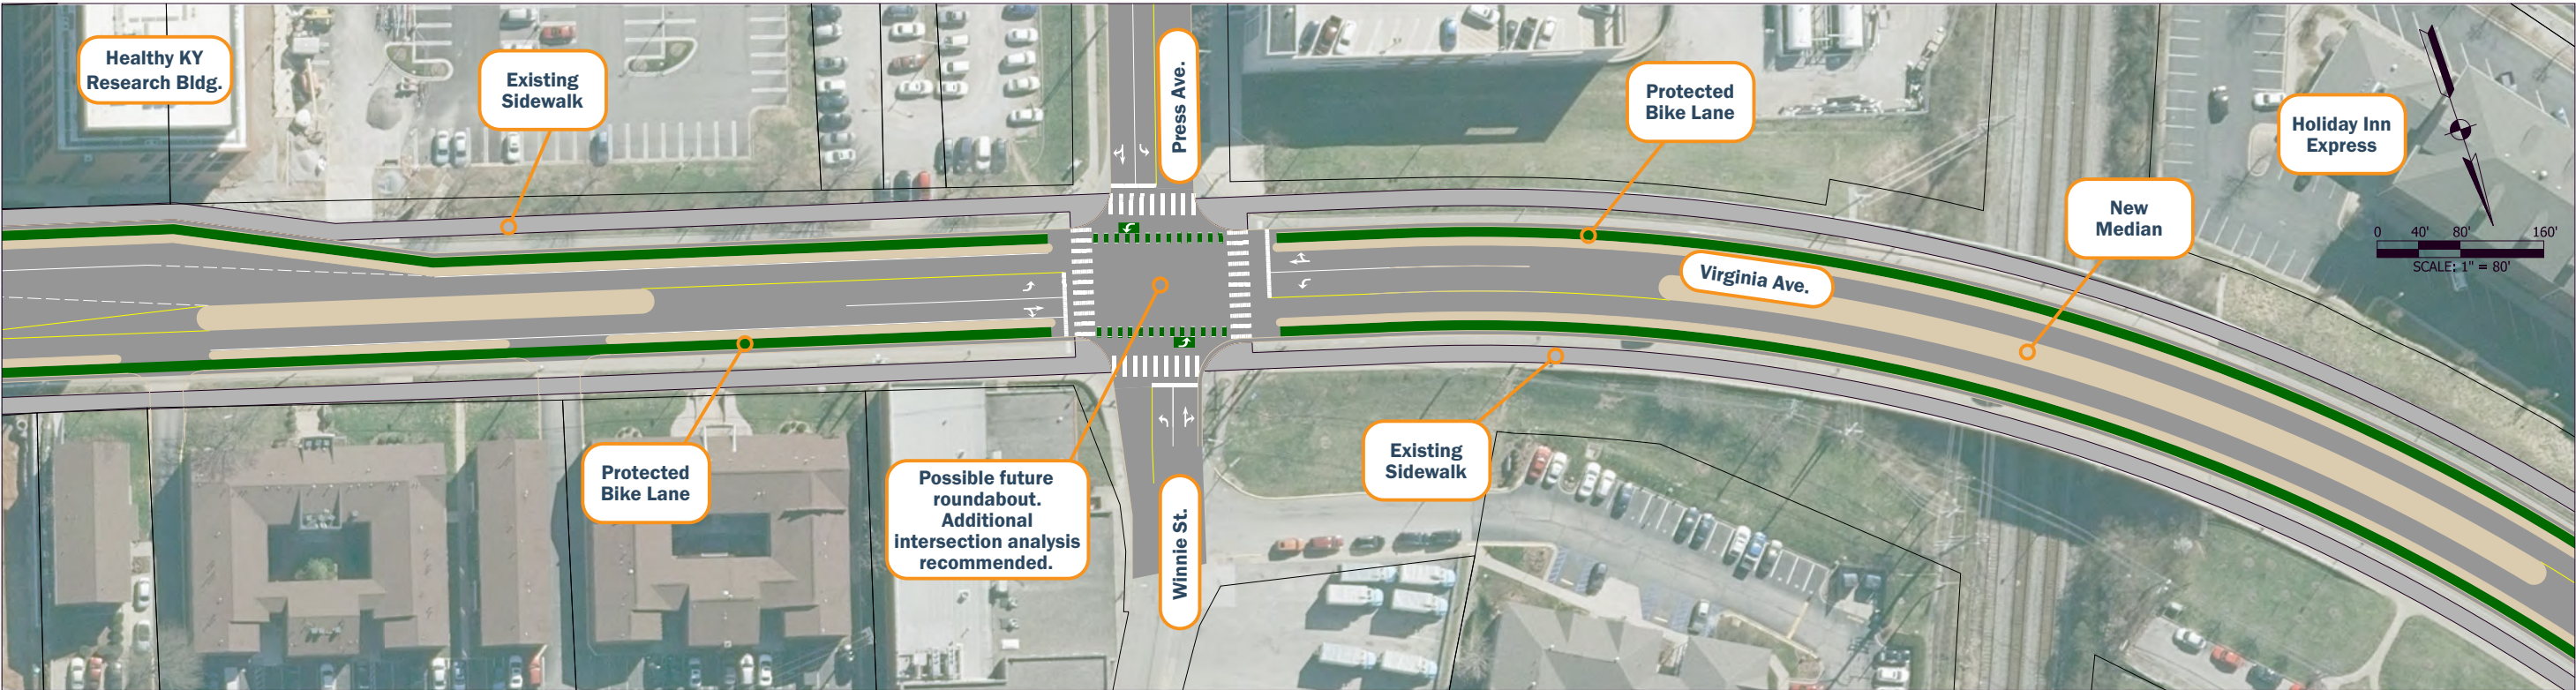 Healthy KY
Research Bldg.
Existing
Sidewalk
Press Ave.
Protected
Bike Lane
Holiday Inn
Express
New
Median
0 40' 80' 160'
SCALE: 1" = 80'
Virginia Ave.
Protected
Bike Lane
Possible future
roundabout.
Additional
intersection analysis
recommended.
Winnie St.
Existing
Sidewalk